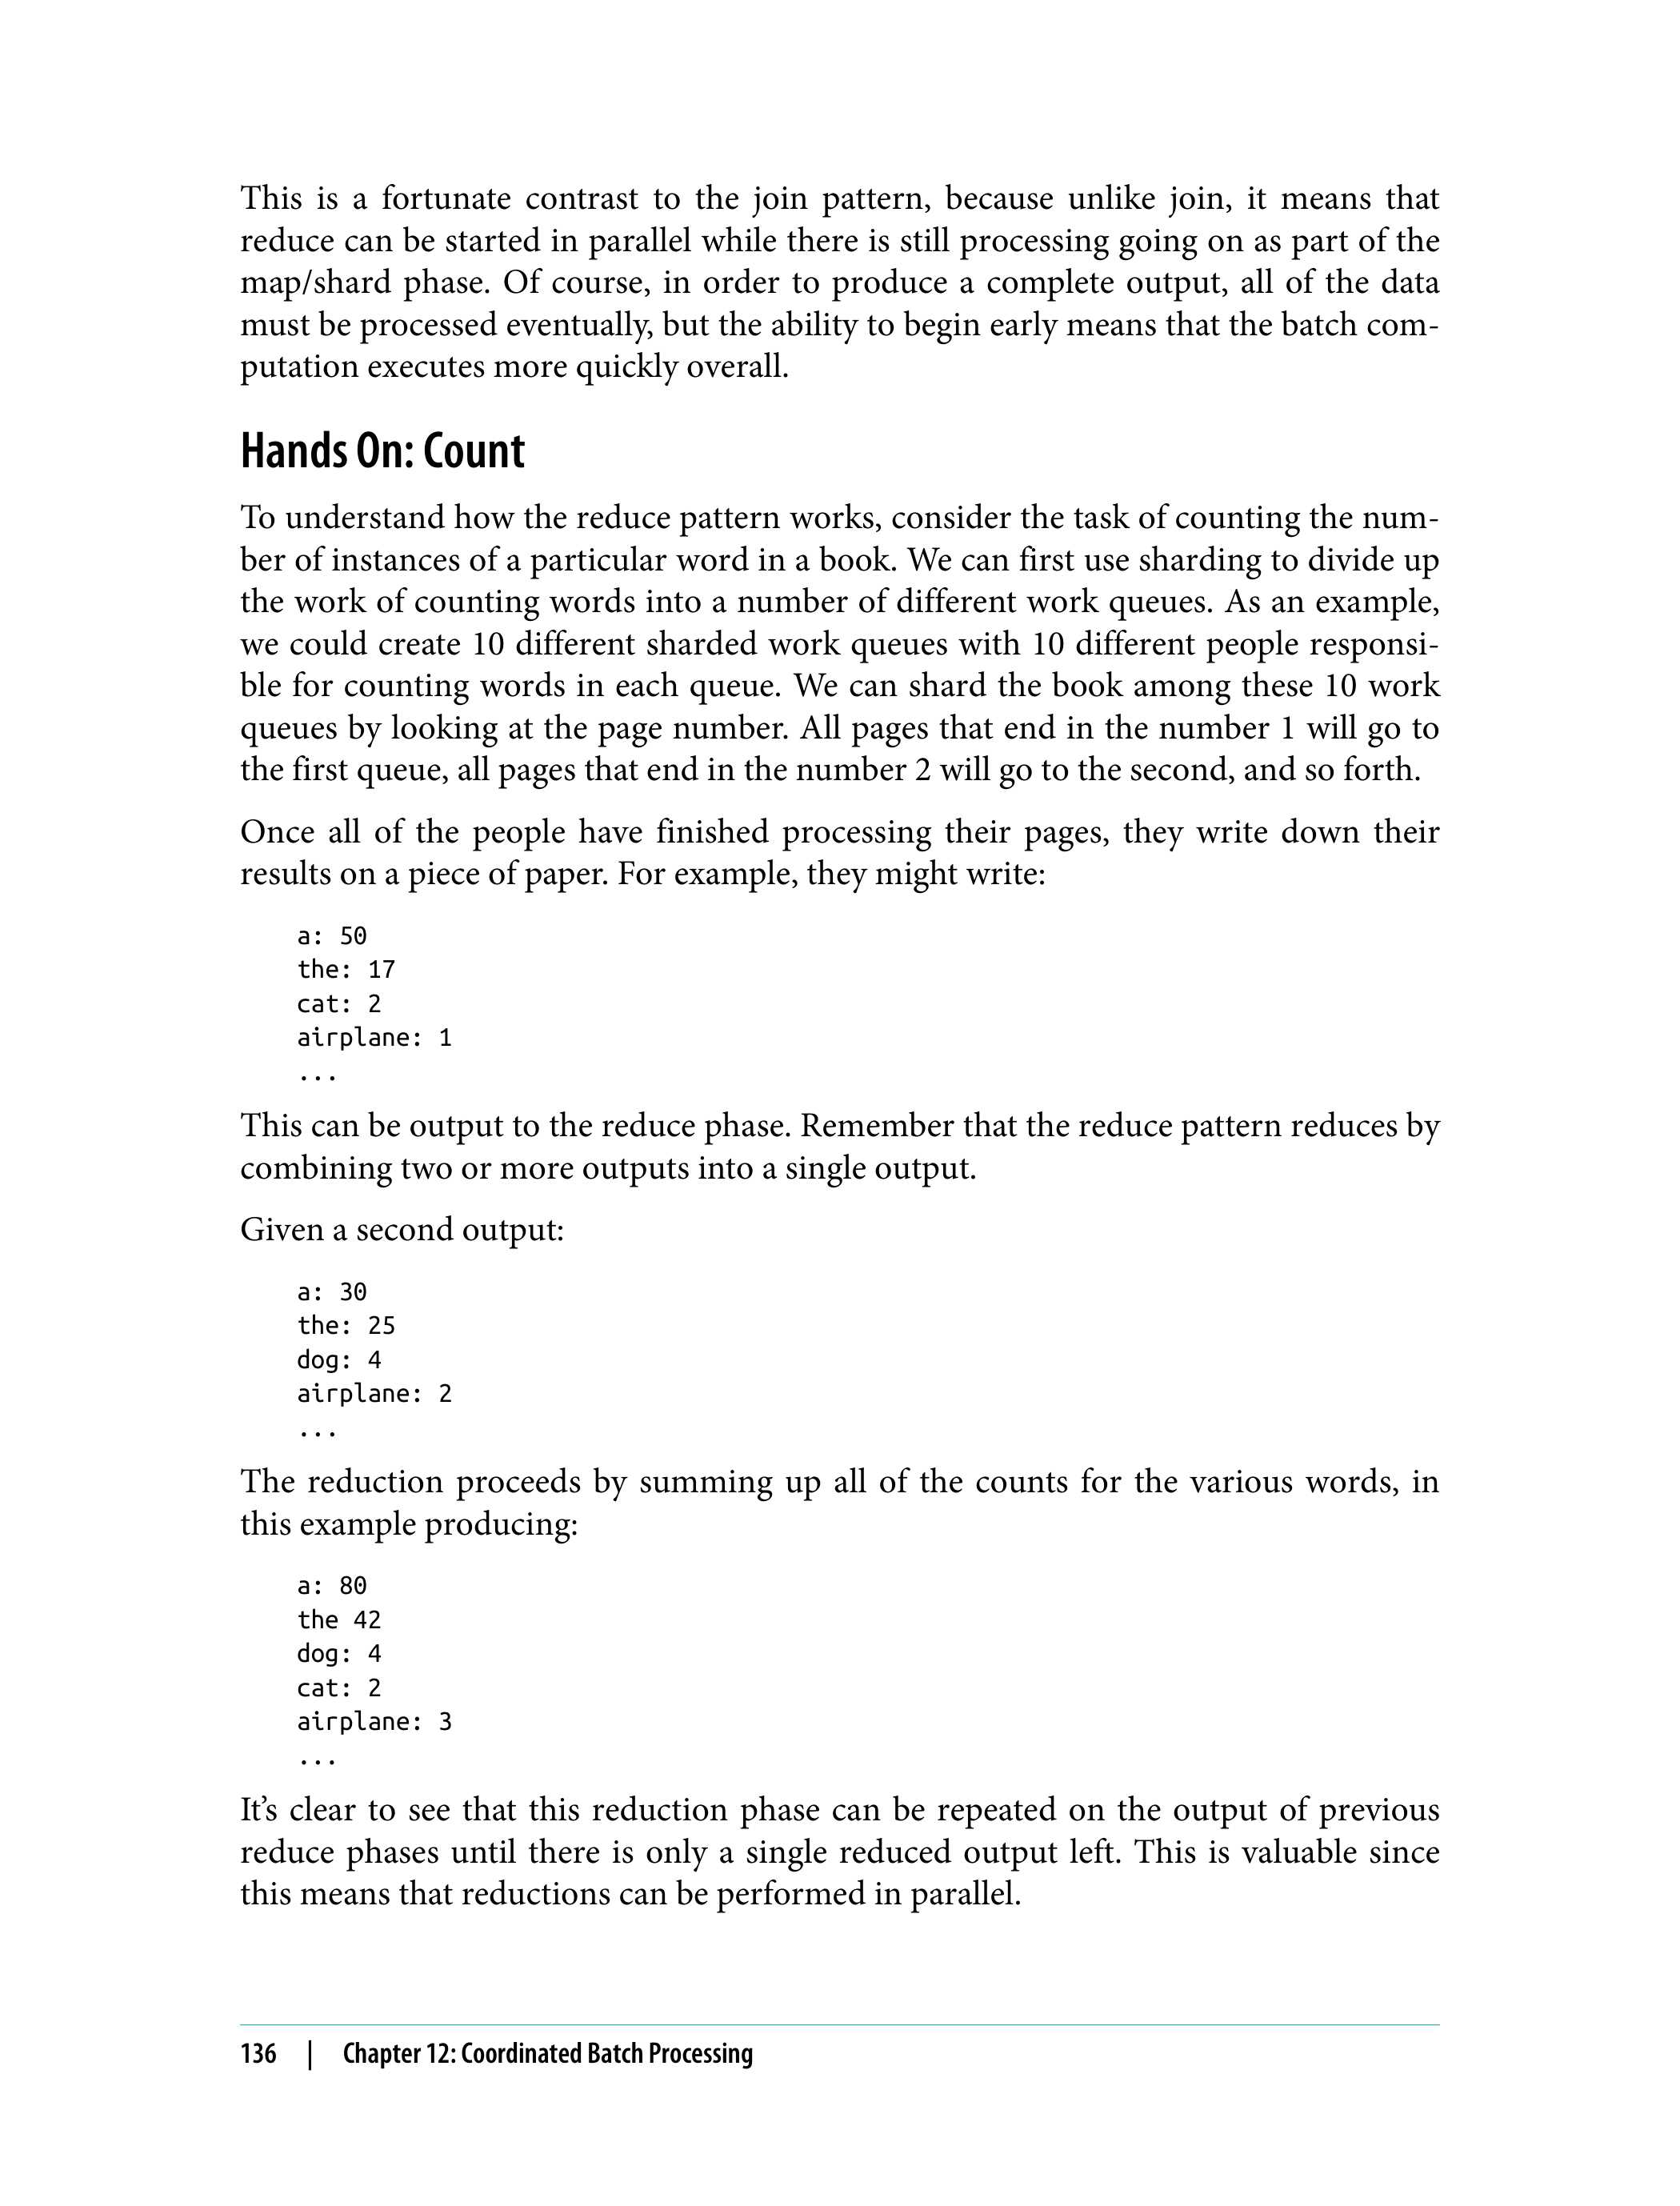 This is a fortunate contrast to the join pattern, because unlike join, it means that
reduce can be started in parallel while there is still processing going on as part of the
map/shard phase. Of course, in order to produce a complete output, all of the data
must be processed eventually, but the ability to begin early means that the batch com-
putation executes more quickly overall.
Hands On: Count
To understand how the reduce pattern works, consider the task of counting the num-
ber of instances of a particular word in a book. We can first use sharding to divide up
the work of counting words into a number of different work queues. As an example,
we could create 10 different sharded work queues with 10 different people responsi-
ble for counting words in each queue. We can shard the book among these 10 work
queues by looking at the page number. All pages that end in the number 1 will go to
the first queue, all pages that end in the number 2 will go to the second, and so forth.
Once all of the people have finished processing their pages, they write down their
results on a piece of paper. For example, they might write:
a: 50
the: 17
cat: 2
airplane: 1
...
This can be output to the reduce phase. Remember that the reduce pattern reduces by
combining two or more outputs into a single output.
Given a second output:
a: 30
the: 25
dog: 4
airplane: 2
...
The reduction proceeds by summing up all of the counts for the various words, in
this example producing:
a: 80
the 42
dog: 4
cat: 2
airplane: 3
...
It’s clear to see that this reduction phase can be repeated on the output of previous
reduce phases until there is only a single reduced output left. This is valuable since
this means that reductions can be performed in parallel.
136 | Chapter 12: Coordinated Batch Processing